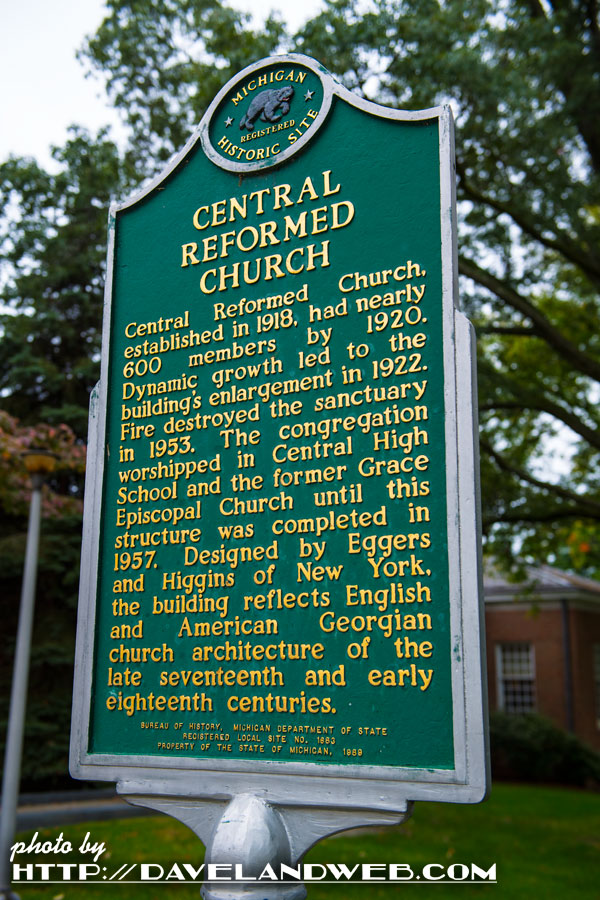 MICHIGAN
REGISTERED
HISTORIC SITE
CENTRAL
REFORMED
CHURCH
Central Reformed Church,
established in 1918, had nearly
600 members by 1920.
Dynamic growth led to the
building's enlargement in 1922.
Fire destroyed the sanctuary
in 1953. The congregation
worshipped in Central High
School and the former Grace
Episcopal Church until this
structure was completed in
1957. Designed by Eggers
and Higgins of New York,
the building reflects English
and American Georgian
church architecture of the
late seventeenth and early
eighteenth centuries.
BUREAU OF HISTORY, MICHIGAN DEPARTMENT OF STATE
REGISTERED LOCAL SITE NO. 1663
PROPERTY OF THE STATE OF MICHIGAN, 1989
photo by
HTTP://DAVELANDWEB.COM